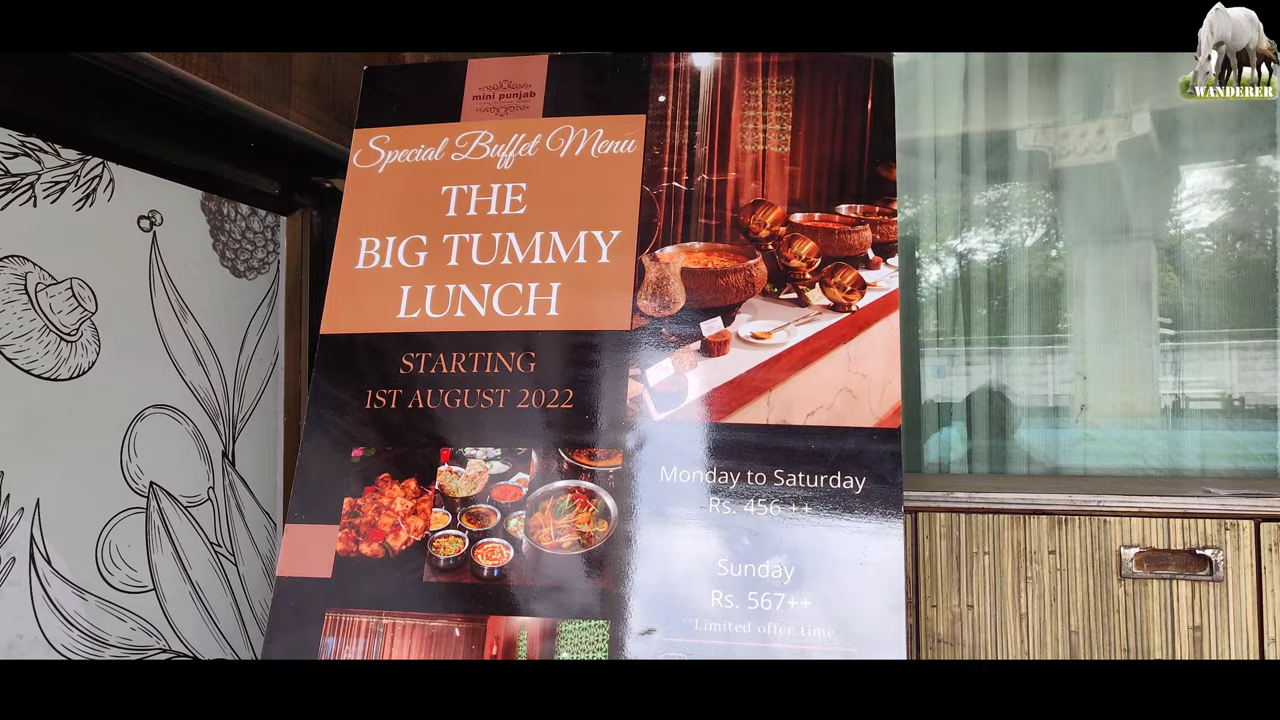 mini punjab
Special Buffet Menu
THE
BIG TUMMY
LUNCH
STARTING
1ST AUGUST 2022
Monday to Saturday
Rs. 456 ++
Sunday
Rs. 567++
**Limited offer time
WANDERER